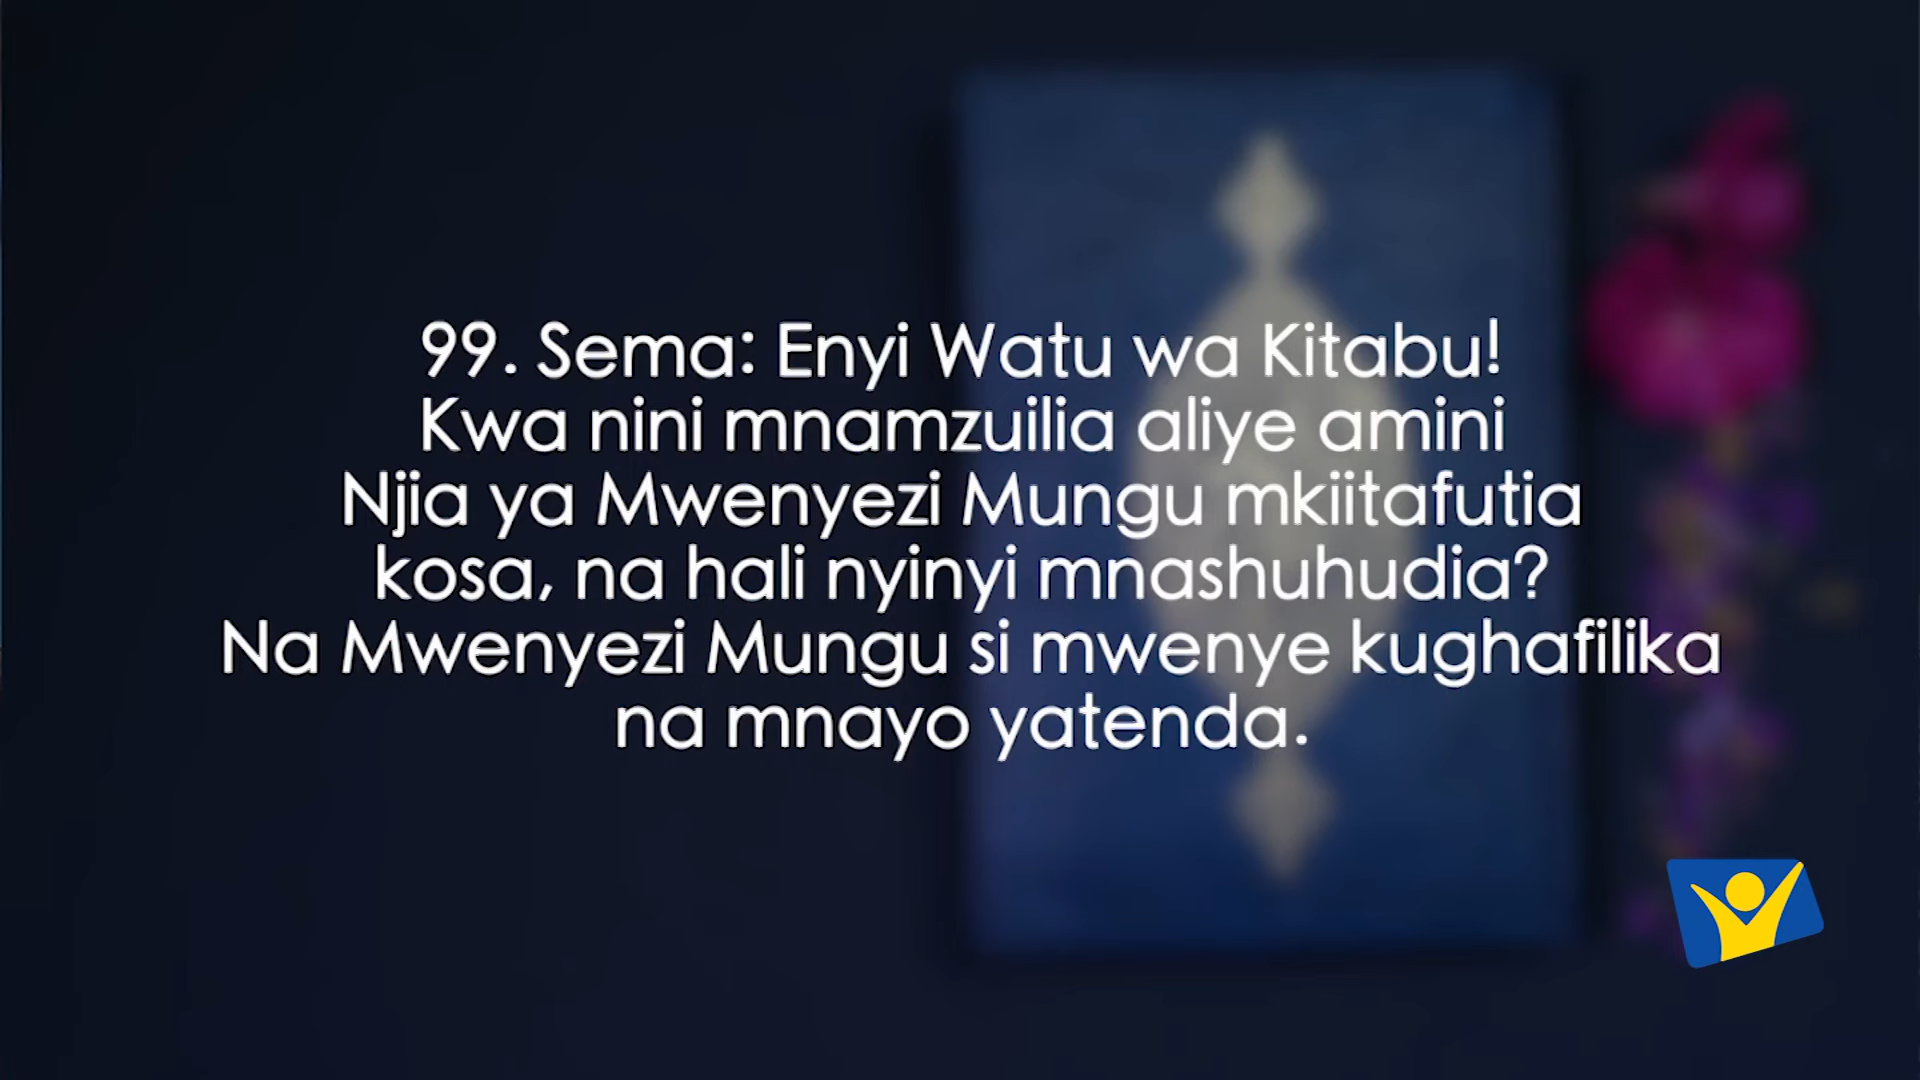 99. Sema: Enyi Watu wa Kitabu!
Kwa nini mnamzuilia aliye amini
Njia ya Mwenyezi Mungu mkiitafutia
kosa, na hali nyinyi mnashuhudia?
Na Mwenyezi Mungu si mwenye kughafilika
na mnayo yatenda.